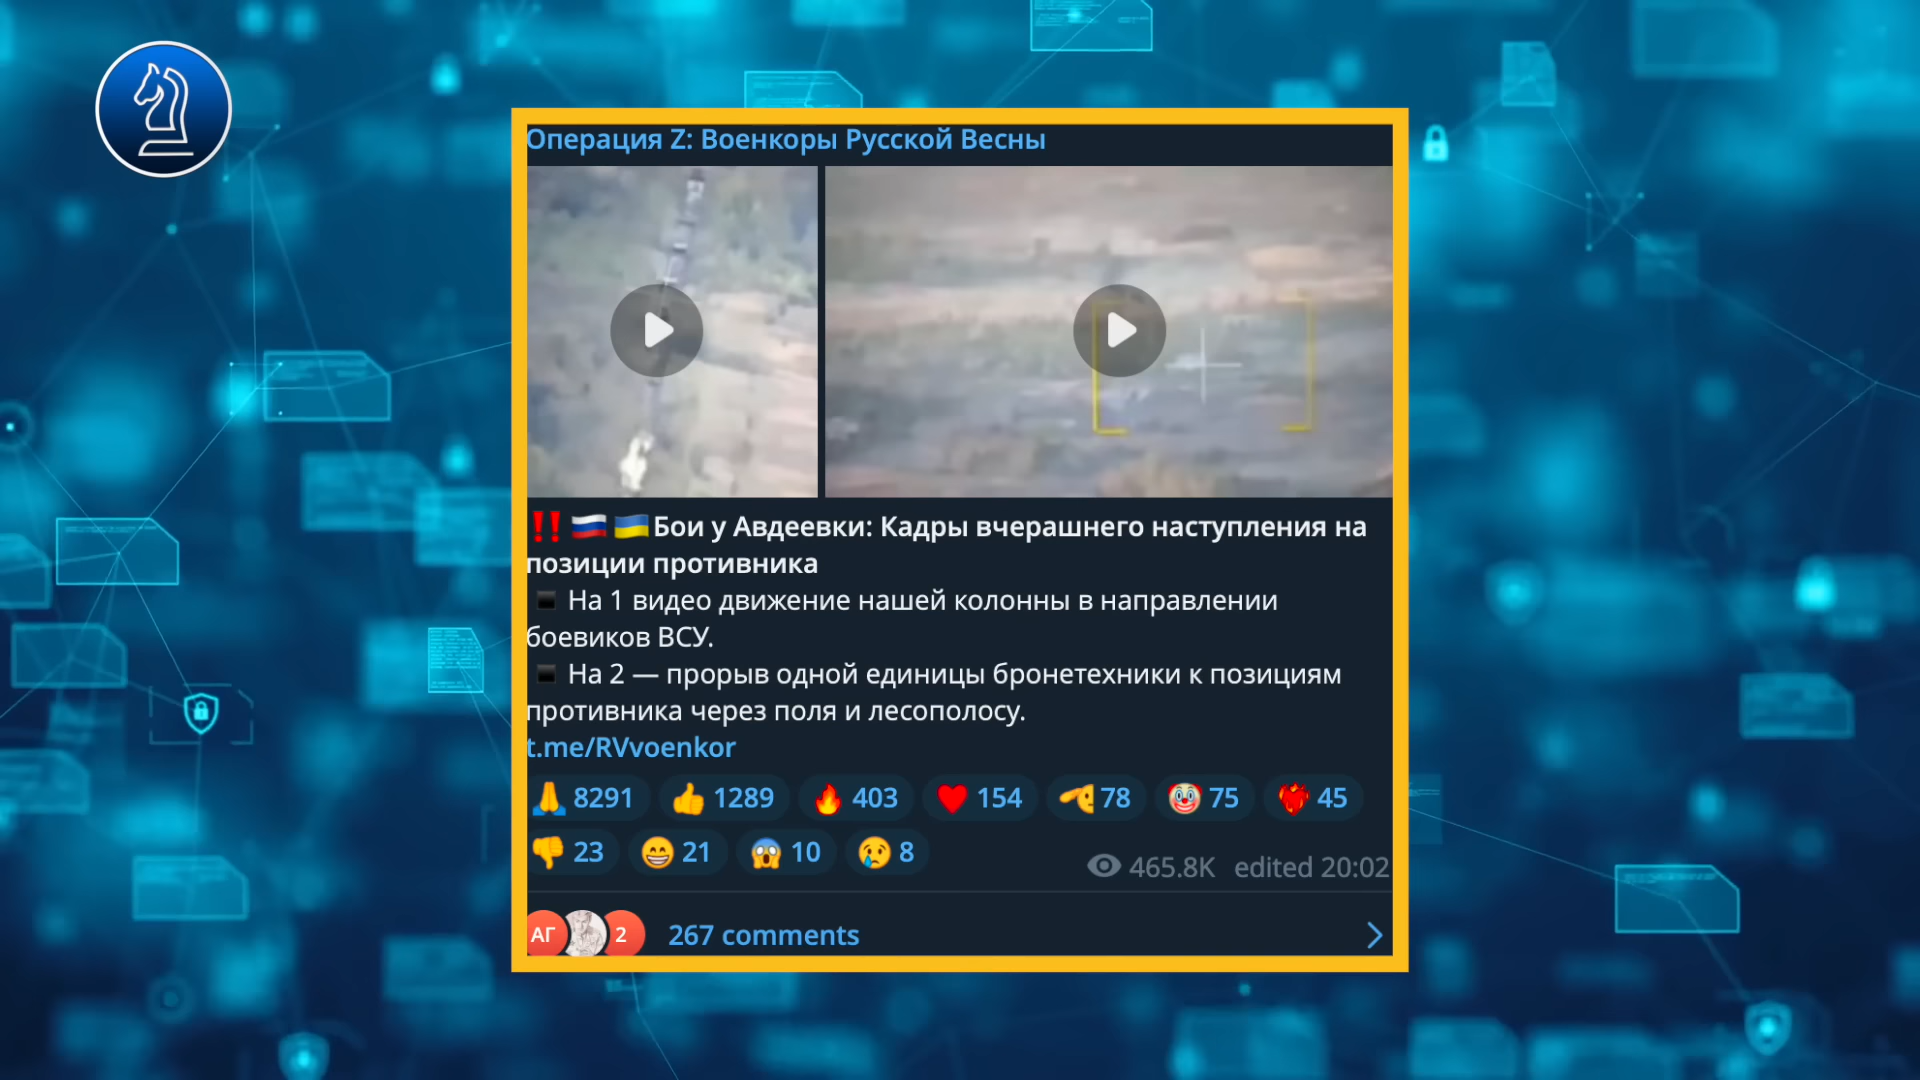 Операция Z: Военкоры Русской Весны
‼️🇷🇺🇺🇦Бои у Авдеевки: Кадры вчерашнего наступления на
позиции противника
▪️ На 1 видео движение нашей колонны в направлении
боевиков ВСУ.
▪️ На 2 — прорыв одной единицы бронетехники к позициям
противника через поля и лесополосу.
t.me/RVvoenkor
🙏 8291 👍 1289 🔥 403 ❤️ 154 🫡 78 🤡 75 ❤️‍🔥 45
👎 23 😁 21 😱 10 😢 8
465.8K edited 20:02
АГ 2 267 comments